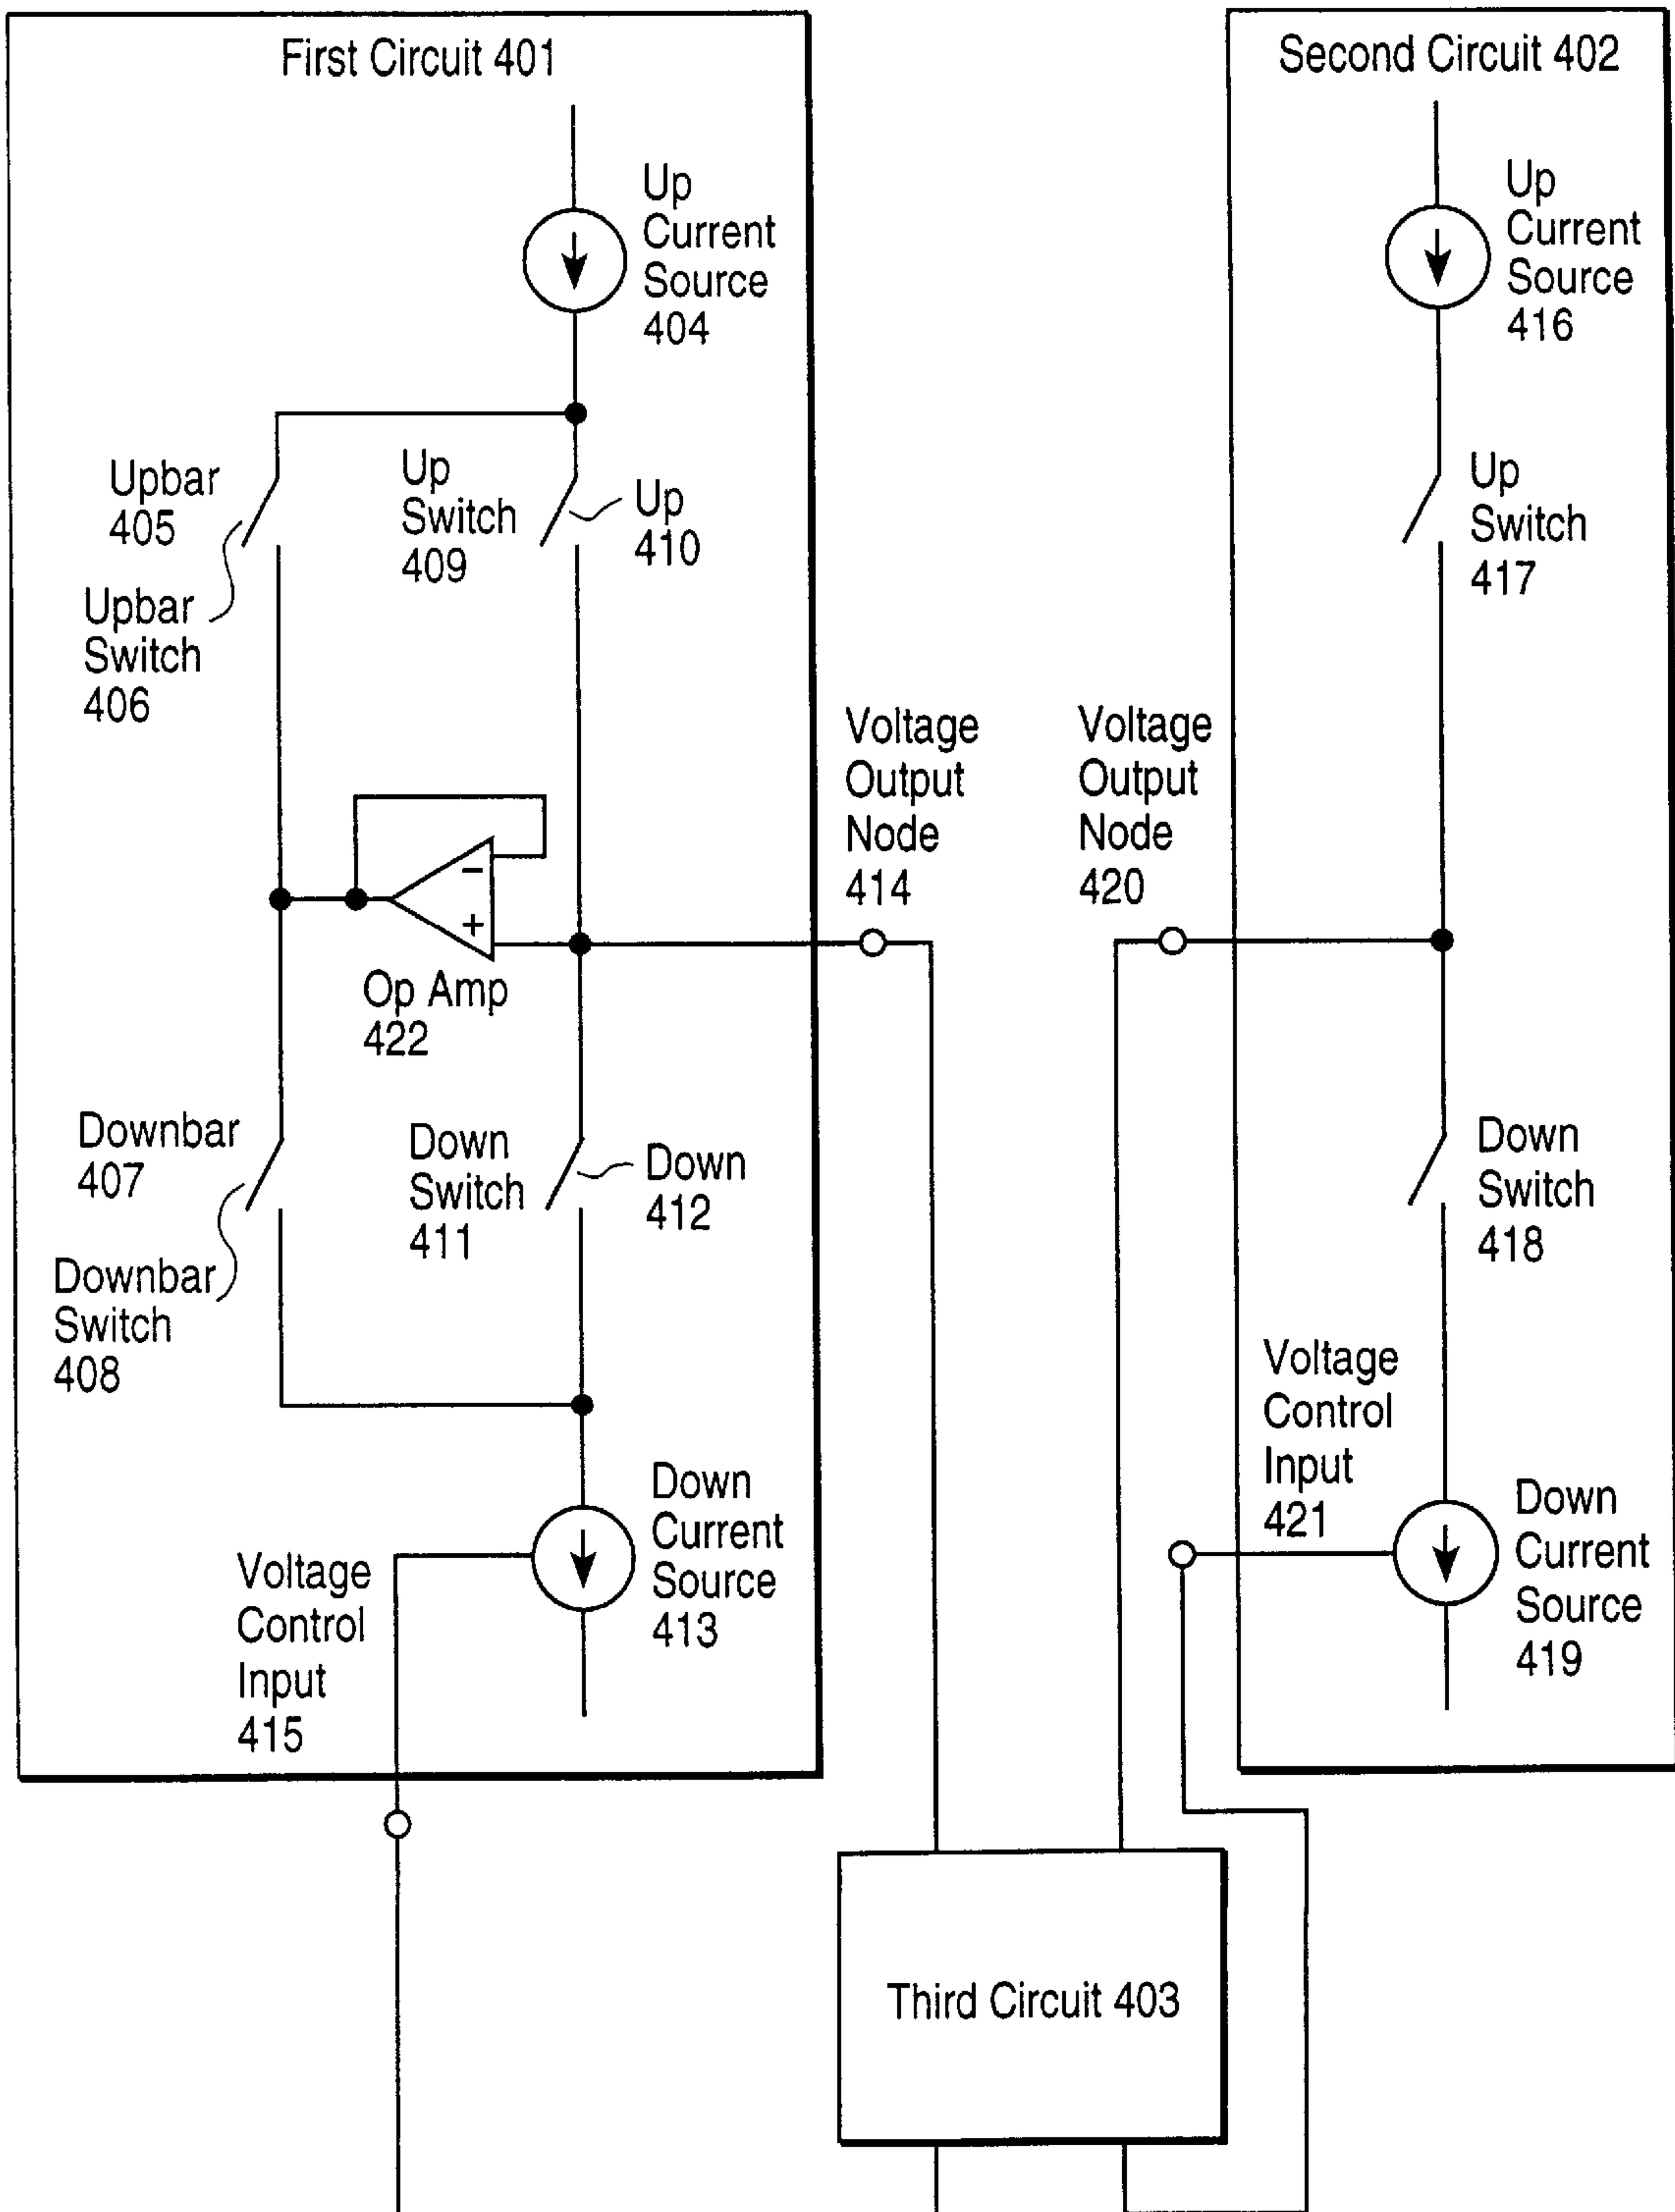 First Circuit 401
Up
Current
Source
404
Upbar
405
Upbar
Switch
406
Up
Switch
409
Up
410
-
+
Op Amp
422
Voltage
Output
Node
414
Downbar
407
Downbar
Switch
408
Down
Switch
411
Down
412
Voltage
Control
Input
415
Down
Current
Source
413
Second Circuit 402
Up
Current
Source
416
Up
Switch
417
Voltage
Output
Node
420
Down
Switch
418
Voltage
Control
Input
421
Down
Current
Source
419
Third Circuit 403